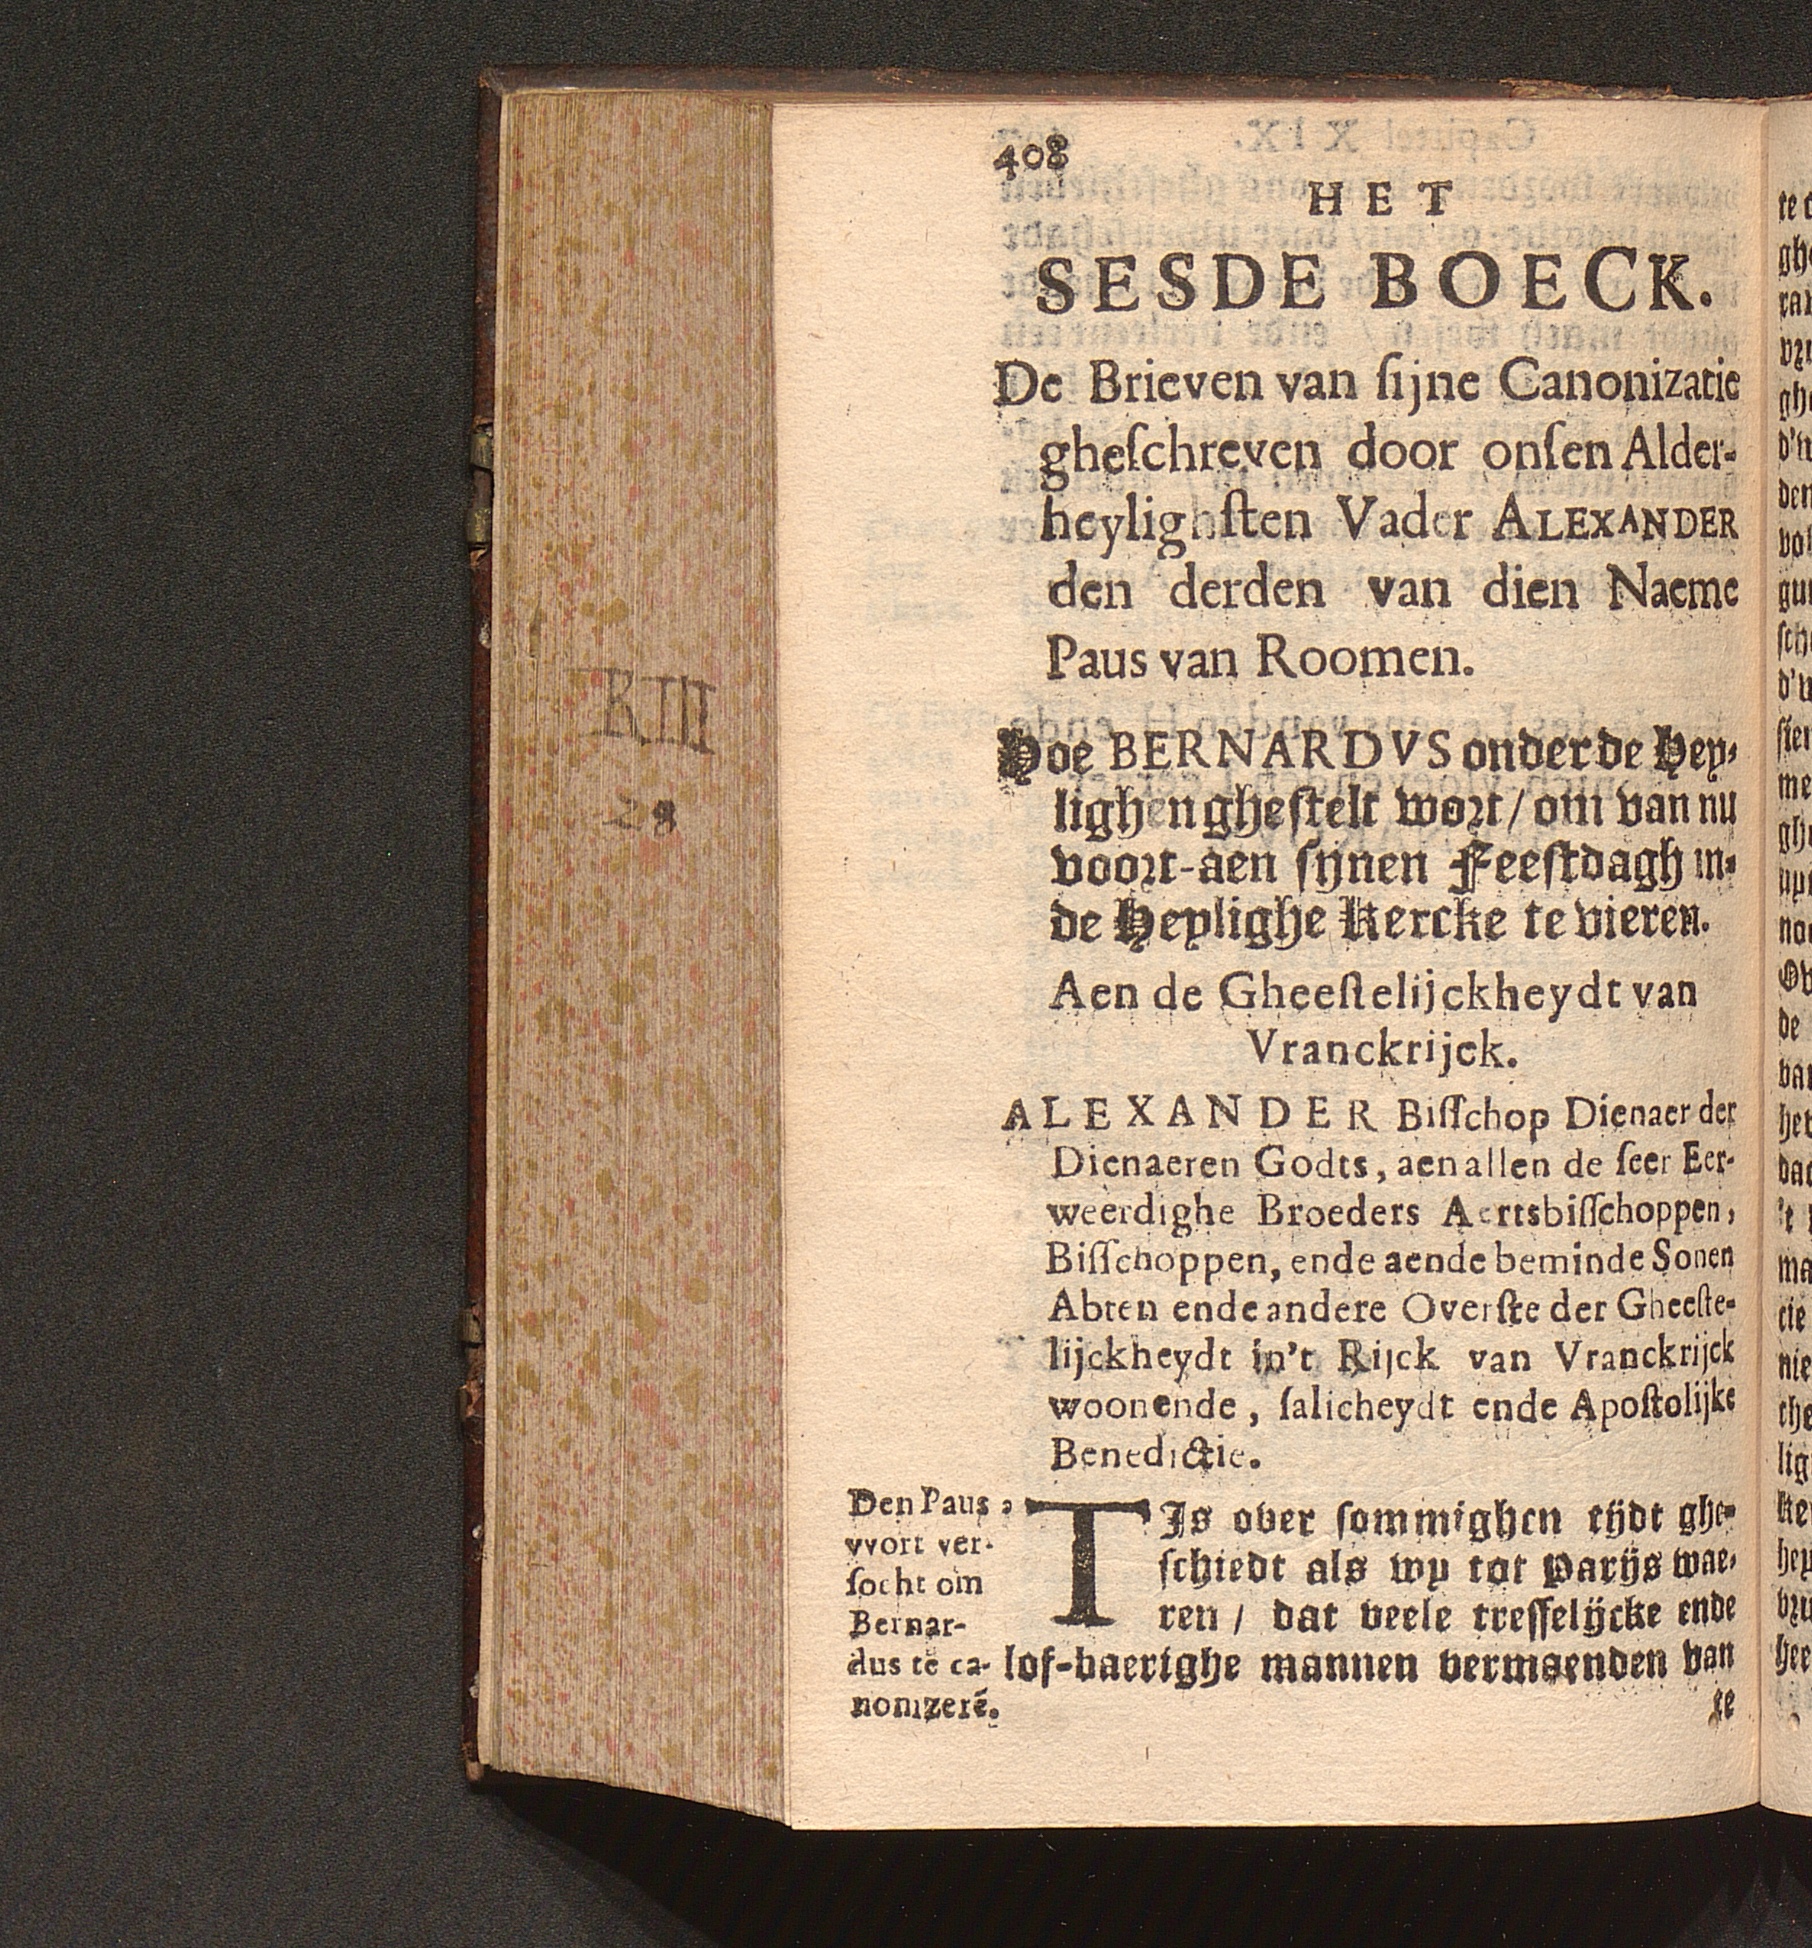 408
HET
SESDE BOECK.
De Brieven van ſijne Canonizatie
gheſchreven door onſen Alder-
heylighſten Vader ALEXANDER
den derden van dien Naeme
Paus van Roomen.
Hoe BERNARDVS onder de Hey-
lighen gheſtelt wort / om van nu
voort-aen ſijnen Feeſtdagh in-
de Heylighe Kercke te vieren.
Aen de Gheeſtelijckheydt van
Vranckrijck.
ALEXANDER Biſſchop Dienaer der
Dienaeren Godts, aen allen de ſeer Eer-
weerdighe Broeders Aertsbiſſchoppen,
Biſſchoppen, ende aende beminde Sonen
Abten ende andere Overſte der Gheeſte-
lijckheydt in't Rijck van Vranckrijck
woonende, ſalicheydt ende Apoſtolijke
Benedictie.
Den Paus
vvort ver-
ſocht om
Bernar-
dus te ca-
nonizerē.
'T Is over ſommighen tijdt ghe-
ſchiedt als wy tot Parijs wae-
ren / dat veele treffelijcke ende
lof-baerighe mannen vermaenden van
te
RIII
28